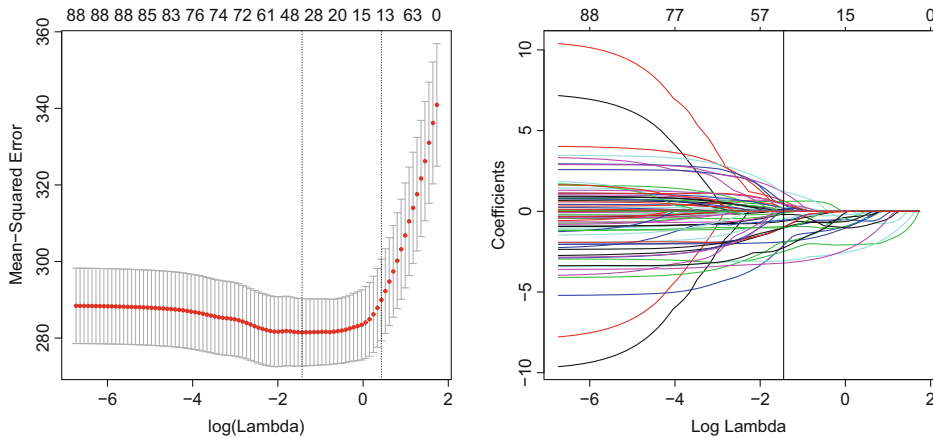 88 88 88 85 83 76 74 72 61 48 28 20 15 13 63 0
Mean−Squared Error
360
340
320
300
280
−6 −4 −2 0 2
log(Lambda)
88 77 57 15 0
Coefficients
10
5
0
−5
−10
−6 −4 −2 0 2
Log Lambda